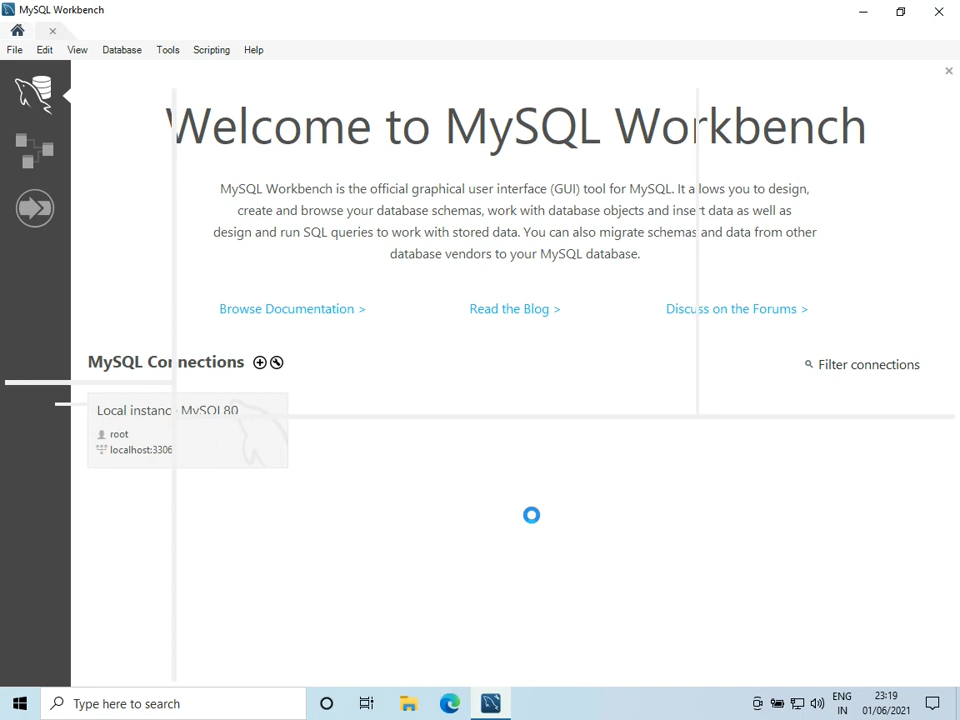 MySQL Workbench
File Edit View Database Tools Scripting Help
Welcome to MySQL Workbench
MySQL Workbench is the official graphical user interface (GUI) tool for MySQL. It allows you to design,
create and browse your database schemas, work with database objects and insert data as well as
design and run SQL queries to work with stored data. You can also migrate schemas and data from other
database vendors to your MySQL database.
Browse Documentation > Read the Blog > Discuss on the Forums >
MySQL Connections Filter connections
Local instance MySQL80
root
localhost:3306
Type here to search
ENG
IN
23:19
01/06/2021